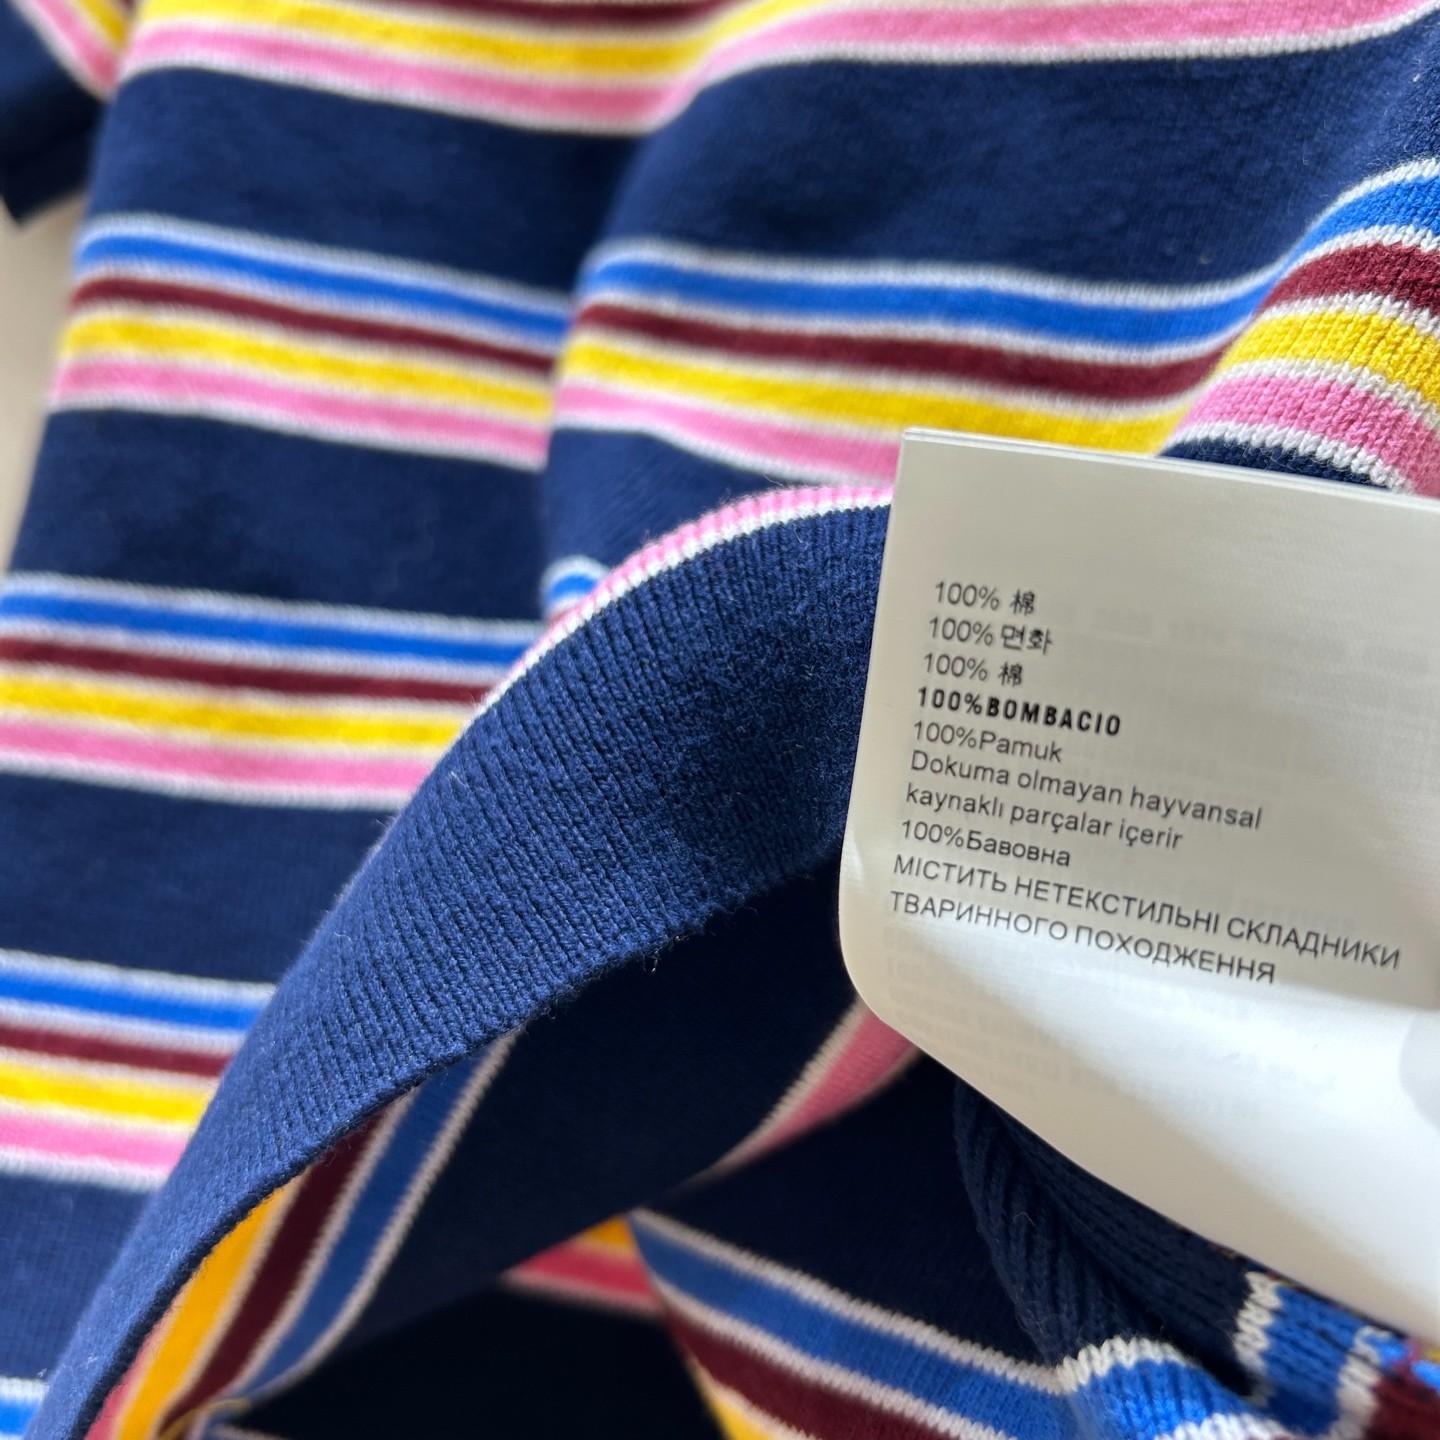 100% 棉
100% 면화
100% 棉
100%BOMBACIO
100%Pamuk
Dokuma olmayan hayvansal
kaynaklı parçalar içerir
100%Бавовна
МІСТИТЬ НЕТЕКСТИЛЬНІ СКЛАДНИКИ
ТВАРИННОГО ПОХОДЖЕННЯ